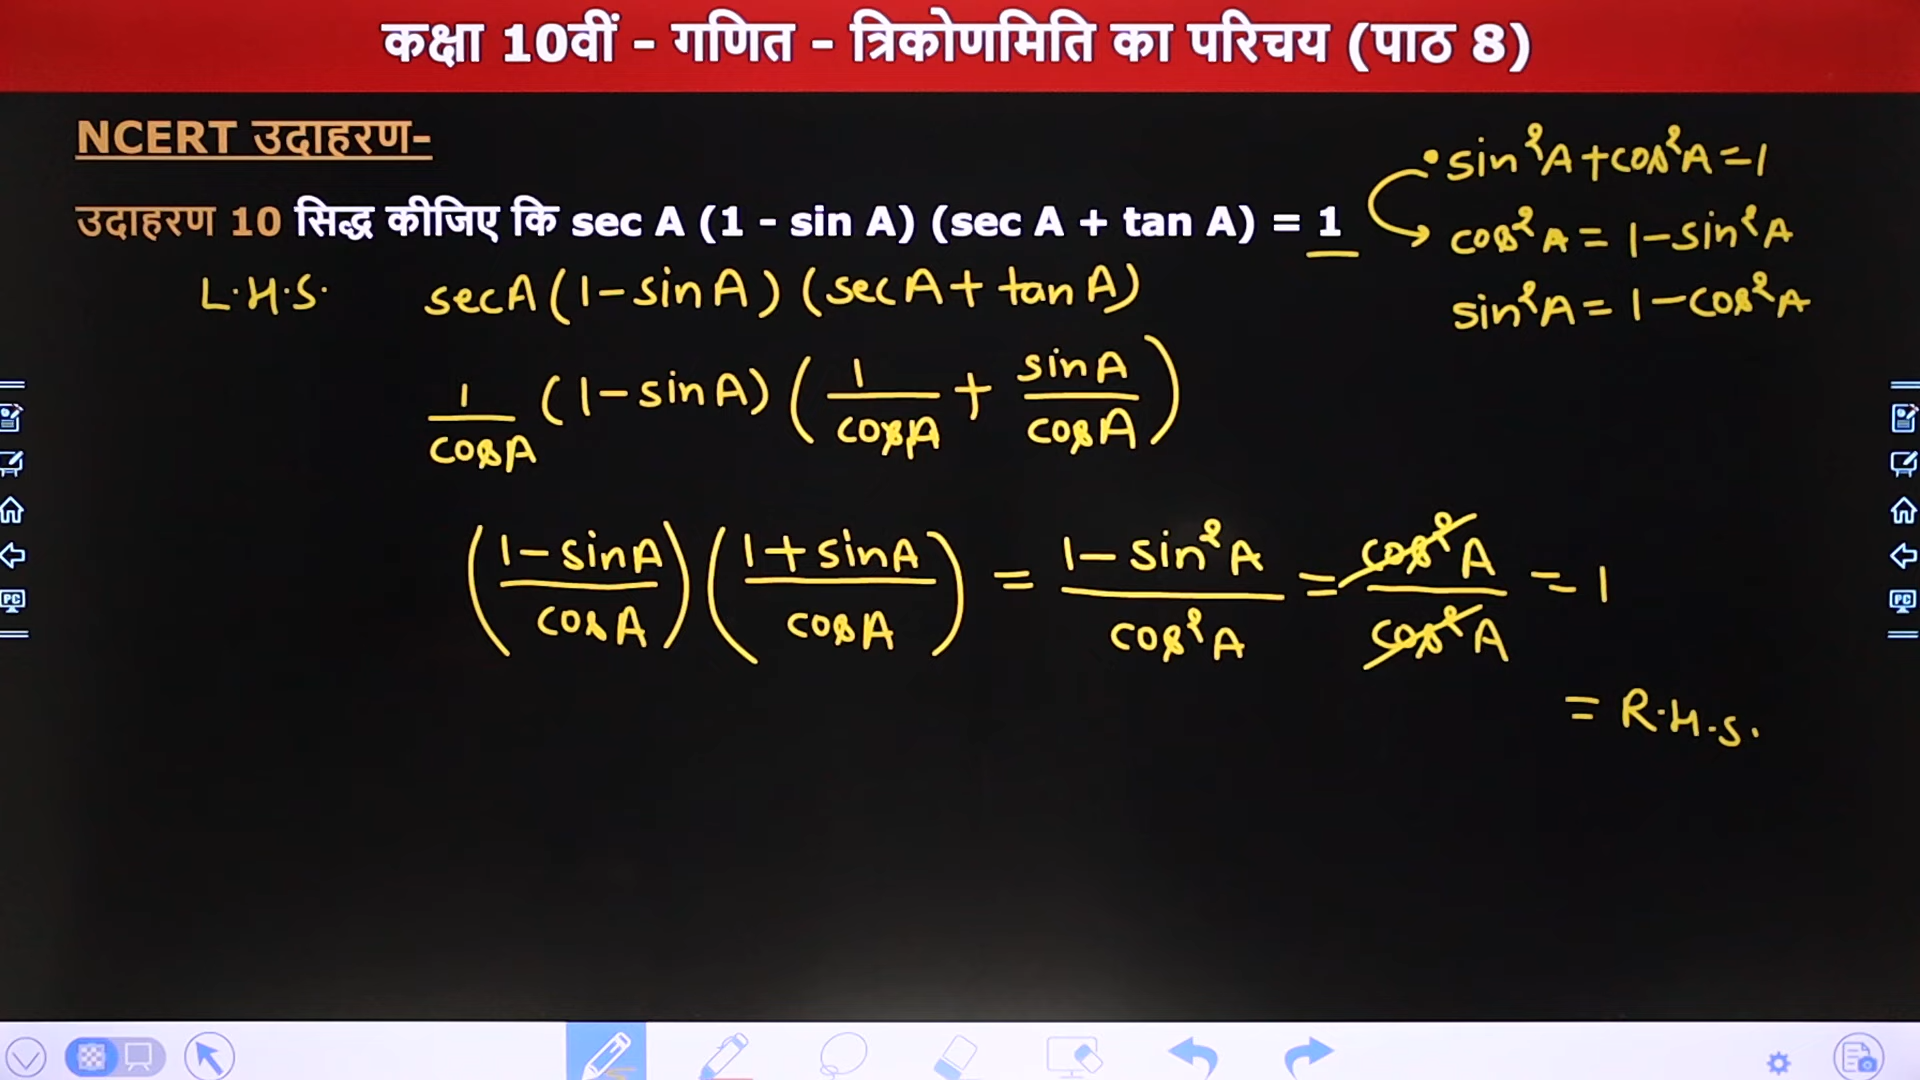 कक्षा 10वीं - गणित - त्रिकोणमिति का परिचय (पाठ 8)
NCERT उदाहरण-
उदाहरण 10 सिद्ध कीजिए कि sec A (1 - sin A) (sec A + tan A) = 1
• sin²A + cos²A = 1
cos²A = 1 - sin²A
sin²A = 1 - cos²A
L.H.S. secA (1 - sinA) (secA + tanA)
1/cosA (1 - sinA) (1/cosA + sinA/cosA)
((1 - sinA)/cosA) ((1 + sinA)/cosA) = (1 - sin²A)/cos²A = cos²A/cos²A = 1
= R.H.S.
PC
PC